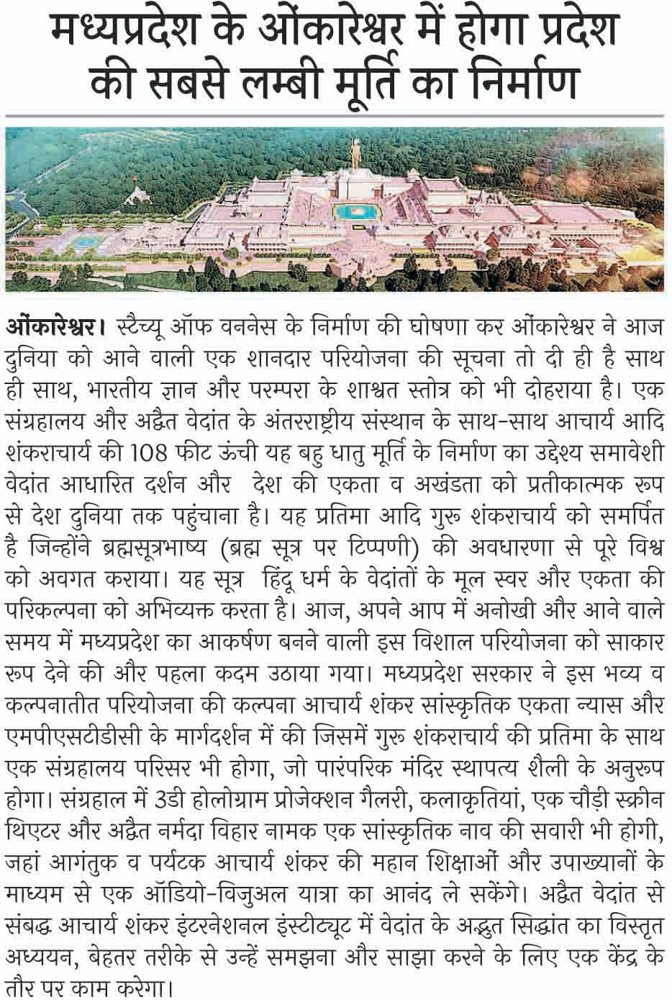 मध्यप्रदेश के ओंकारेश्वर में होगा प्रदेश
की सबसे लम्बी मूर्ति का निर्माण
ओंकारेश्वर। स्टैच्यू ऑफ वननेस के निर्माण की घोषणा कर ओंकारेश्वर ने आज
दुनिया को आने वाली एक शानदार परियोजना की सूचना तो दी ही है साथ
ही साथ, भारतीय ज्ञान और परम्परा के शाश्वत स्तोत्र को भी दोहराया है। एक
संग्रहालय और अद्वैत वेदांत के अंतरराष्ट्रीय संस्थान के साथ-साथ आचार्य आदि
शंकराचार्य की 108 फीट ऊंची यह बहु धातु मूर्ति के निर्माण का उद्देश्य समावेशी
वेदांत आधारित दर्शन और देश की एकता व अखंडता को प्रतीकात्मक रूप
से देश दुनिया तक पहुंचाना है। यह प्रतिमा आदि गुरू शंकराचार्य को समर्पित
है जिन्होंने ब्रह्मसूत्रभाष्य (ब्रह्म सूत्र पर टिप्पणी) की अवधारणा से पूरे विश्व
को अवगत कराया। यह सूत्र हिंदू धर्म के वेदांतों के मूल स्वर और एकता की
परिकल्पना को अभिव्यक्त करता है। आज, अपने आप में अनोखी और आने वाले
समय में मध्यप्रदेश का आकर्षण बनने वाली इस विशाल परियोजना को साकार
रूप देने की और पहला कदम उठाया गया। मध्यप्रदेश सरकार ने इस भव्य व
कल्पनातीत परियोजना की कल्पना आचार्य शंकर सांस्कृतिक एकता न्यास और
एमपीएसटीडीसी के मार्गदर्शन में की जिसमें गुरू शंकराचार्य की प्रतिमा के साथ
एक संग्रहालय परिसर भी होगा, जो पारंपरिक मंदिर स्थापत्य शैली के अनुरूप
होगा। संग्रहाल में 3डी होलोग्राम प्रोजेक्शन गैलरी, कलाकृतियां, एक चौड़ी स्क्रीन
थिएटर और अद्वैत नर्मदा विहार नामक एक सांस्कृतिक नाव की सवारी भी होगी,
जहां आगंतुक व पर्यटक आचार्य शंकर की महान शिक्षाओं और उपाख्यानों के
माध्यम से एक ऑडियो-विजुअल यात्रा का आनंद ले सकेंगे। अद्वैत वेदांत से
संबद्ध आचार्य शंकर इंटरनेशनल इंस्टीट्यूट में वेदांत के अद्भुत सिद्धांत का विस्तृत
अध्ययन, बेहतर तरीके से उन्हें समझना और साझा करने के लिए एक केंद्र के
तौर पर काम करेगा।